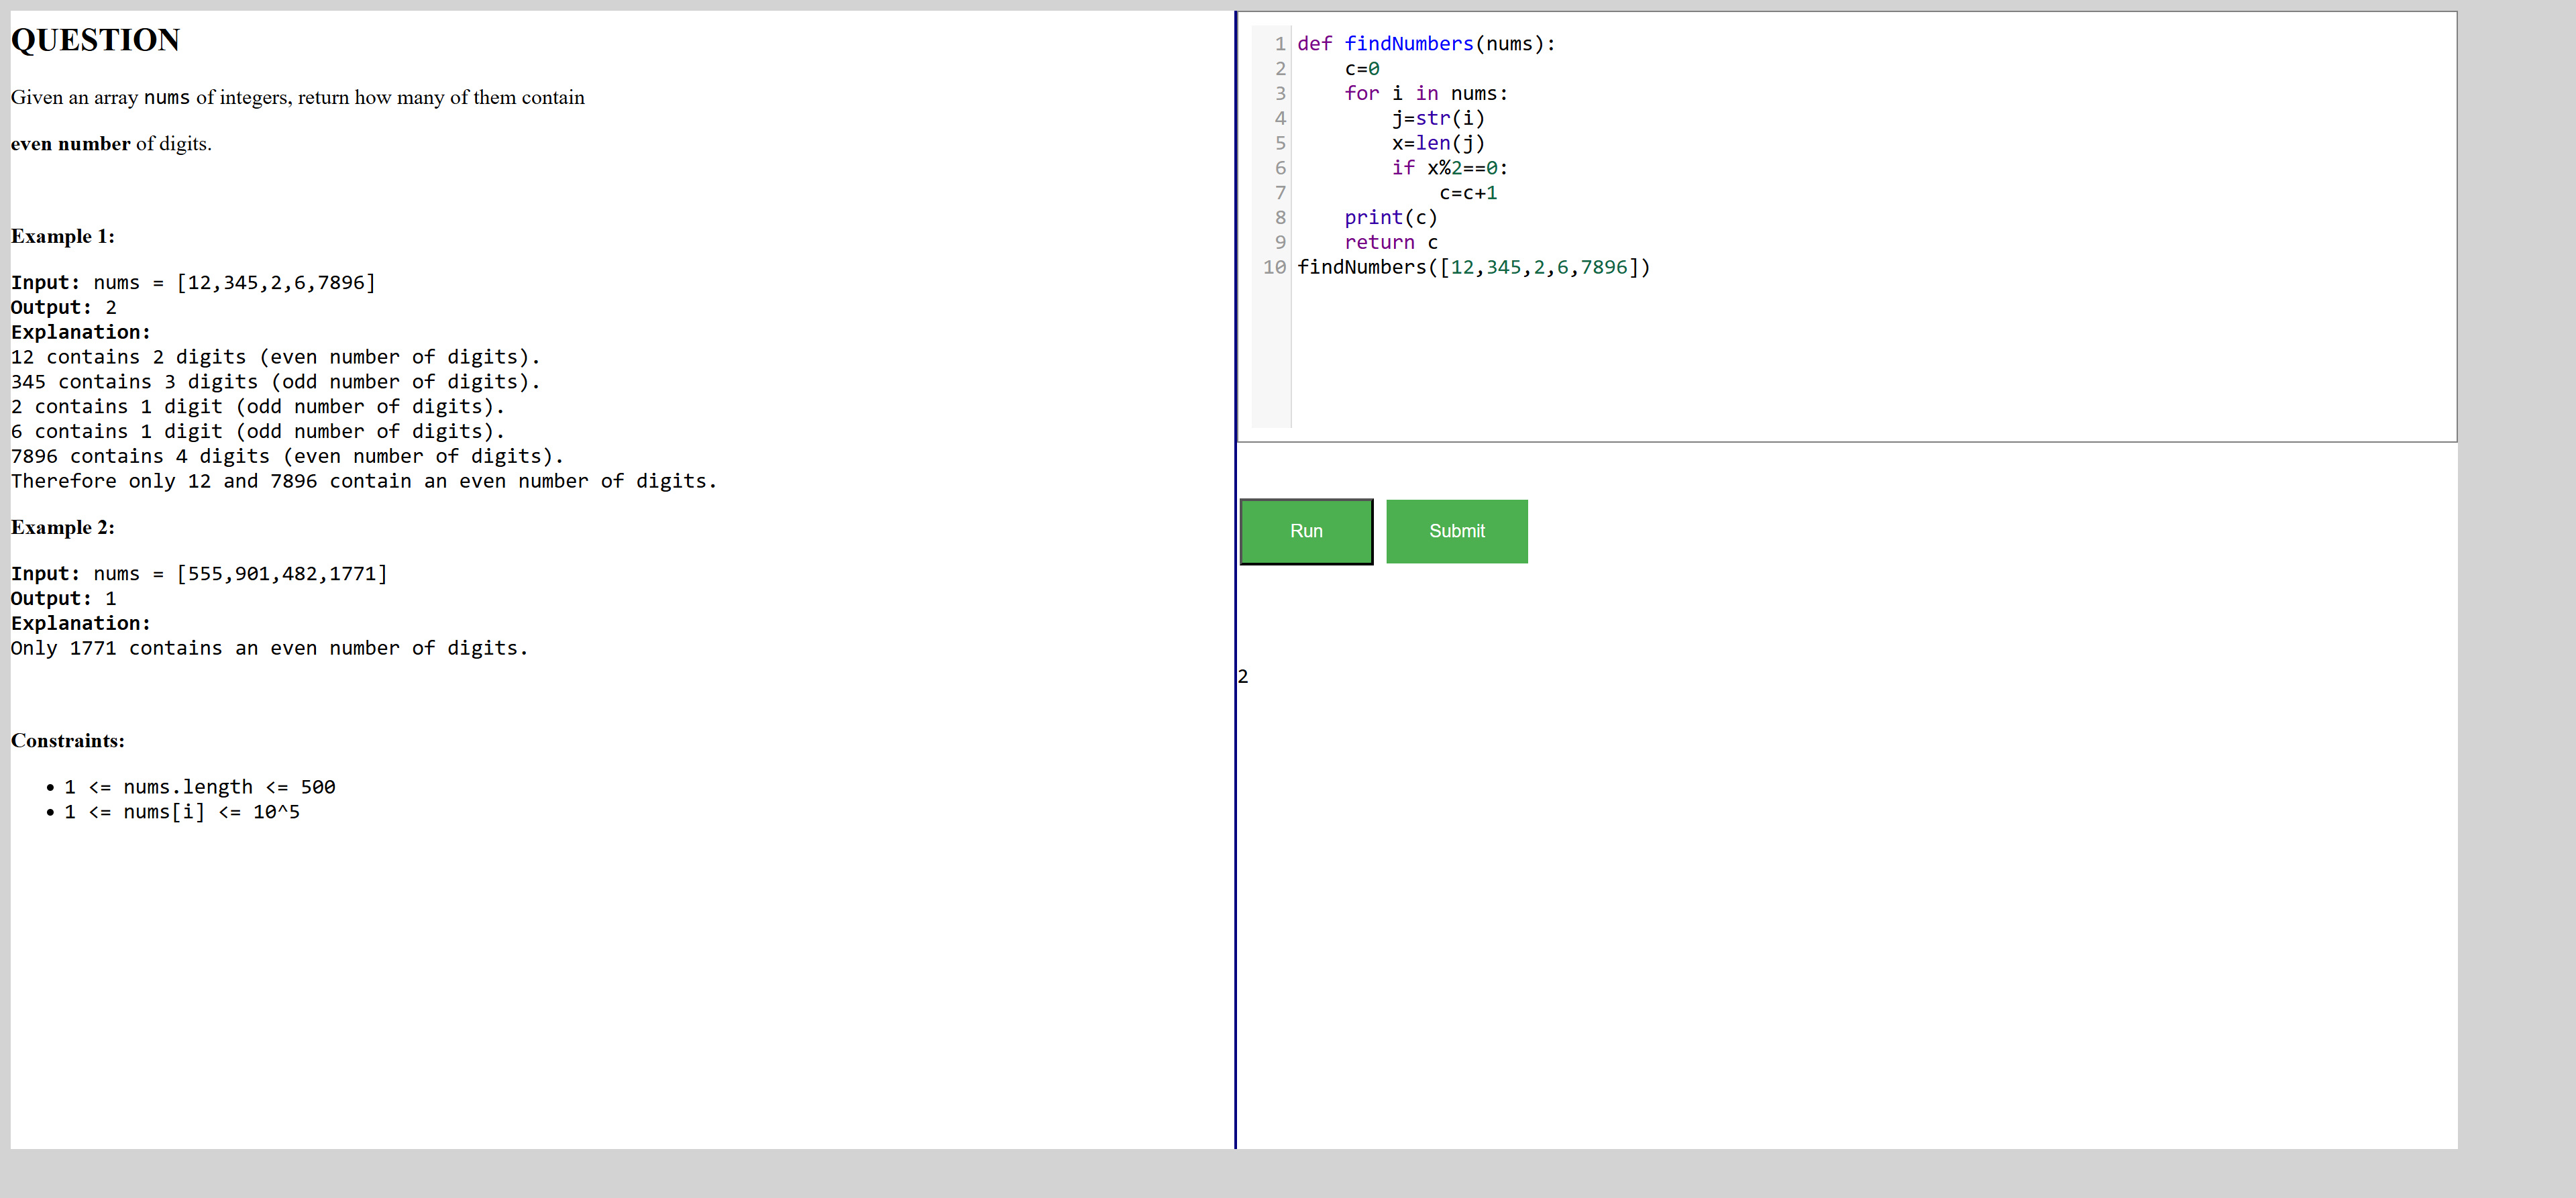 QUESTION
Given an array nums of integers, return how many of them contain
even number of digits.
Example 1:
Input: nums = [12,345,2,6,7896]
Output: 2
Explanation:
12 contains 2 digits (even number of digits).
345 contains 3 digits (odd number of digits).
2 contains 1 digit (odd number of digits).
6 contains 1 digit (odd number of digits).
7896 contains 4 digits (even number of digits).
Therefore only 12 and 7896 contain an even number of digits.
Example 2:
Input: nums = [555,901,482,1771]
Output: 1
Explanation:
Only 1771 contains an even number of digits.
Constraints:
• 1 <= nums.length <= 500
• 1 <= nums[i] <= 10^5
1 def findNumbers(nums):
2     c=0
3     for i in nums:
4         j=str(i)
5         x=len(j)
6         if x%2==0:
7             c=c+1
8     print(c)
9     return c
10 findNumbers([12,345,2,6,7896])
Run Submit
2